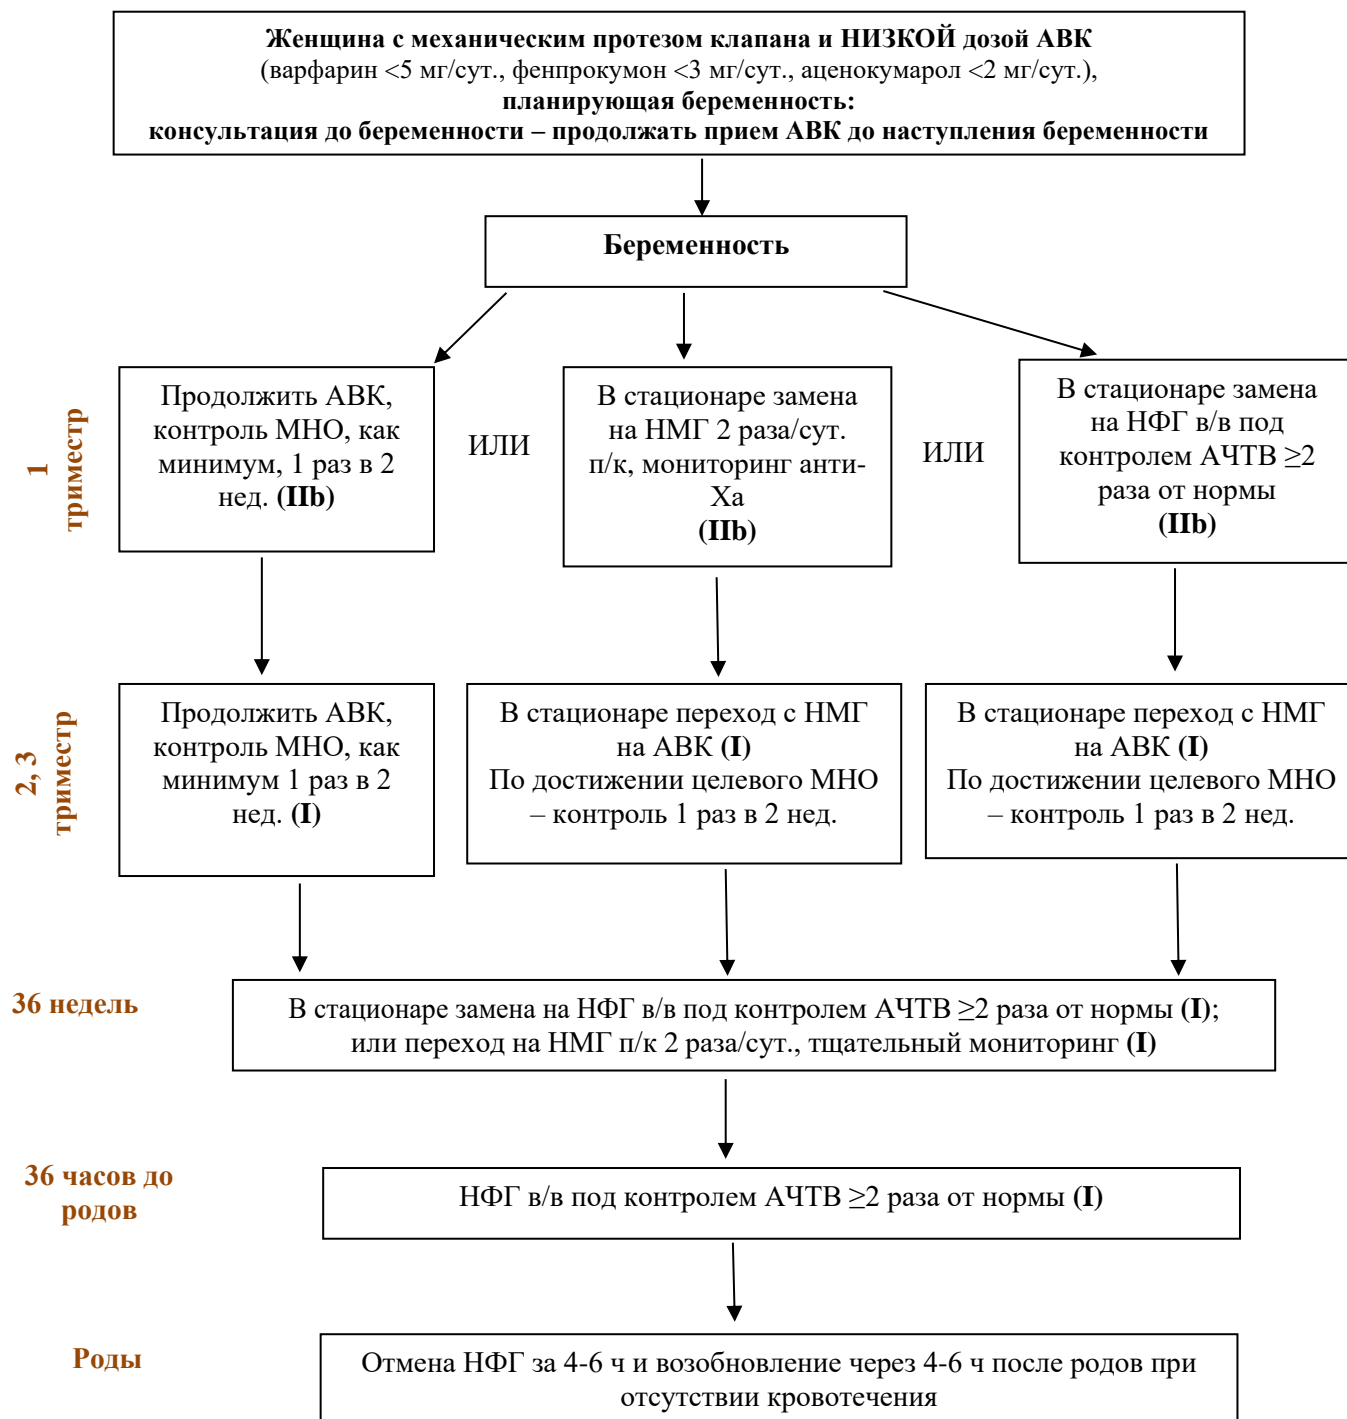 Женщина с механическим протезом клапана и НИЗКОЙ дозой АВК
(варфарин <5 мг/сут., фенпрокумон <3 мг/сут., аценокумарол <2 мг/сут.),
планирующая беременность:
консультация до беременности – продолжать прием АВК до наступления беременности
Беременность
1
триместр
Продолжить АВК,
контроль МНО, как
минимум, 1 раз в 2
нед. (IIb)
ИЛИ
В стационаре замена
на НМГ 2 раза/сут.
п/к, мониторинг анти-
Ха
(IIb)
ИЛИ
В стационаре замена
на НФГ в/в под
контролем АЧТВ ≥2
раза от нормы
(IIb)
2, 3
триместр
Продолжить АВК,
контроль МНО, как
минимум 1 раз в 2
нед. (I)
В стационаре переход с НМГ
на АВК (I)
По достижении целевого МНО
– контроль 1 раз в 2 нед.
В стационаре переход с НМГ
на АВК (I)
По достижении целевого МНО
– контроль 1 раз в 2 нед.
36 недель
В стационаре замена на НФГ в/в под контролем АЧТВ ≥2 раза от нормы (I);
или переход на НМГ п/к 2 раза/сут., тщательный мониторинг (I)
36 часов до
родов
НФГ в/в под контролем АЧТВ ≥2 раза от нормы (I)
Роды
Отмена НФГ за 4-6 ч и возобновление через 4-6 ч после родов при
отсутствии кровотечения